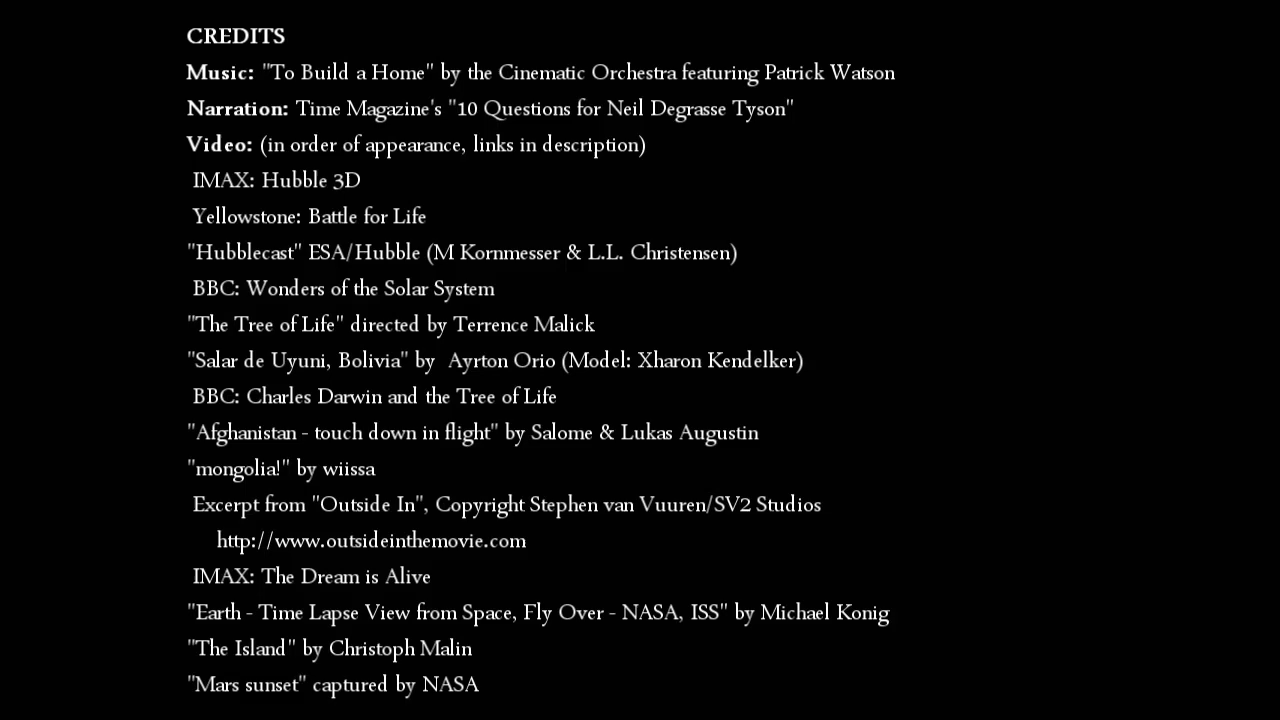 CREDITS
Music: "To Build a Home" by the Cinematic Orchestra featuring Patrick Watson
Narration: Time Magazine's "10 Questions for Neil Degrasse Tyson"
Video: (in order of appearance, links in description)
IMAX: Hubble 3D
Yellowstone: Battle for Life
"Hubblecast" ESA/Hubble (M Kornmesser & L.L. Christensen)
BBC: Wonders of the Solar System
"The Tree of Life" directed by Terrence Malick
"Salar de Uyuni, Bolivia" by  Ayrton Orio (Model: Xharon Kendelker)
BBC: Charles Darwin and the Tree of Life
"Afghanistan - touch down in flight" by Salome & Lukas Augustin
"mongolia!" by wiissa
Excerpt from "Outside In", Copyright Stephen van Vuuren/SV2 Studios
http://www.outsideinthemovie.com
IMAX: The Dream is Alive
"Earth - Time Lapse View from Space, Fly Over - NASA, ISS" by Michael Konig
"The Island" by Christoph Malin
"Mars sunset" captured by NASA